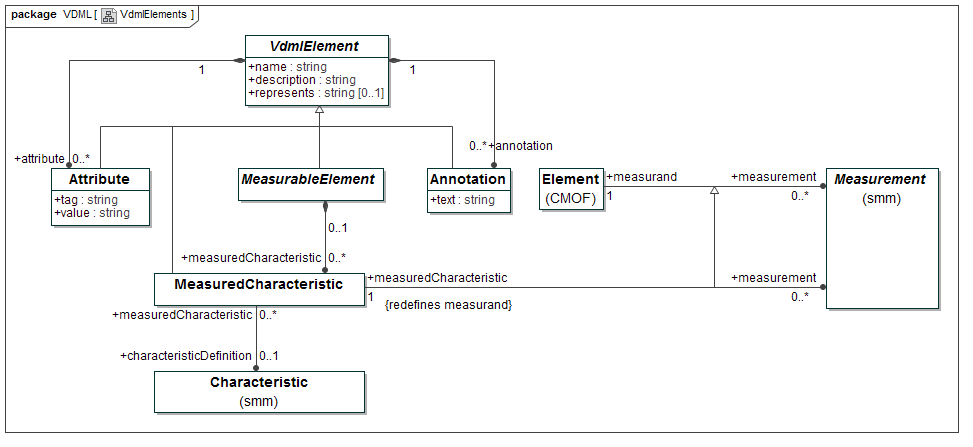 package VDML [ VdmlElements ]
VdmlElement
+name : string
+description : string
+represents : string [0..1]
1
1
+attribute
0..*
0..*
+annotation
Attribute
+tag : string
+value : string
MeasurableElement
Annotation
+text : string
Element
(CMOF)
+measurand
1
+measurement
0..*
Measurement
(smm)
0..1
+measuredCharacteristic
0..*
MeasuredCharacteristic
+measuredCharacteristic
1
{redefines measurand}
+measurement
0..*
+measuredCharacteristic
0..*
+characteristicDefinition
0..1
Characteristic
(smm)